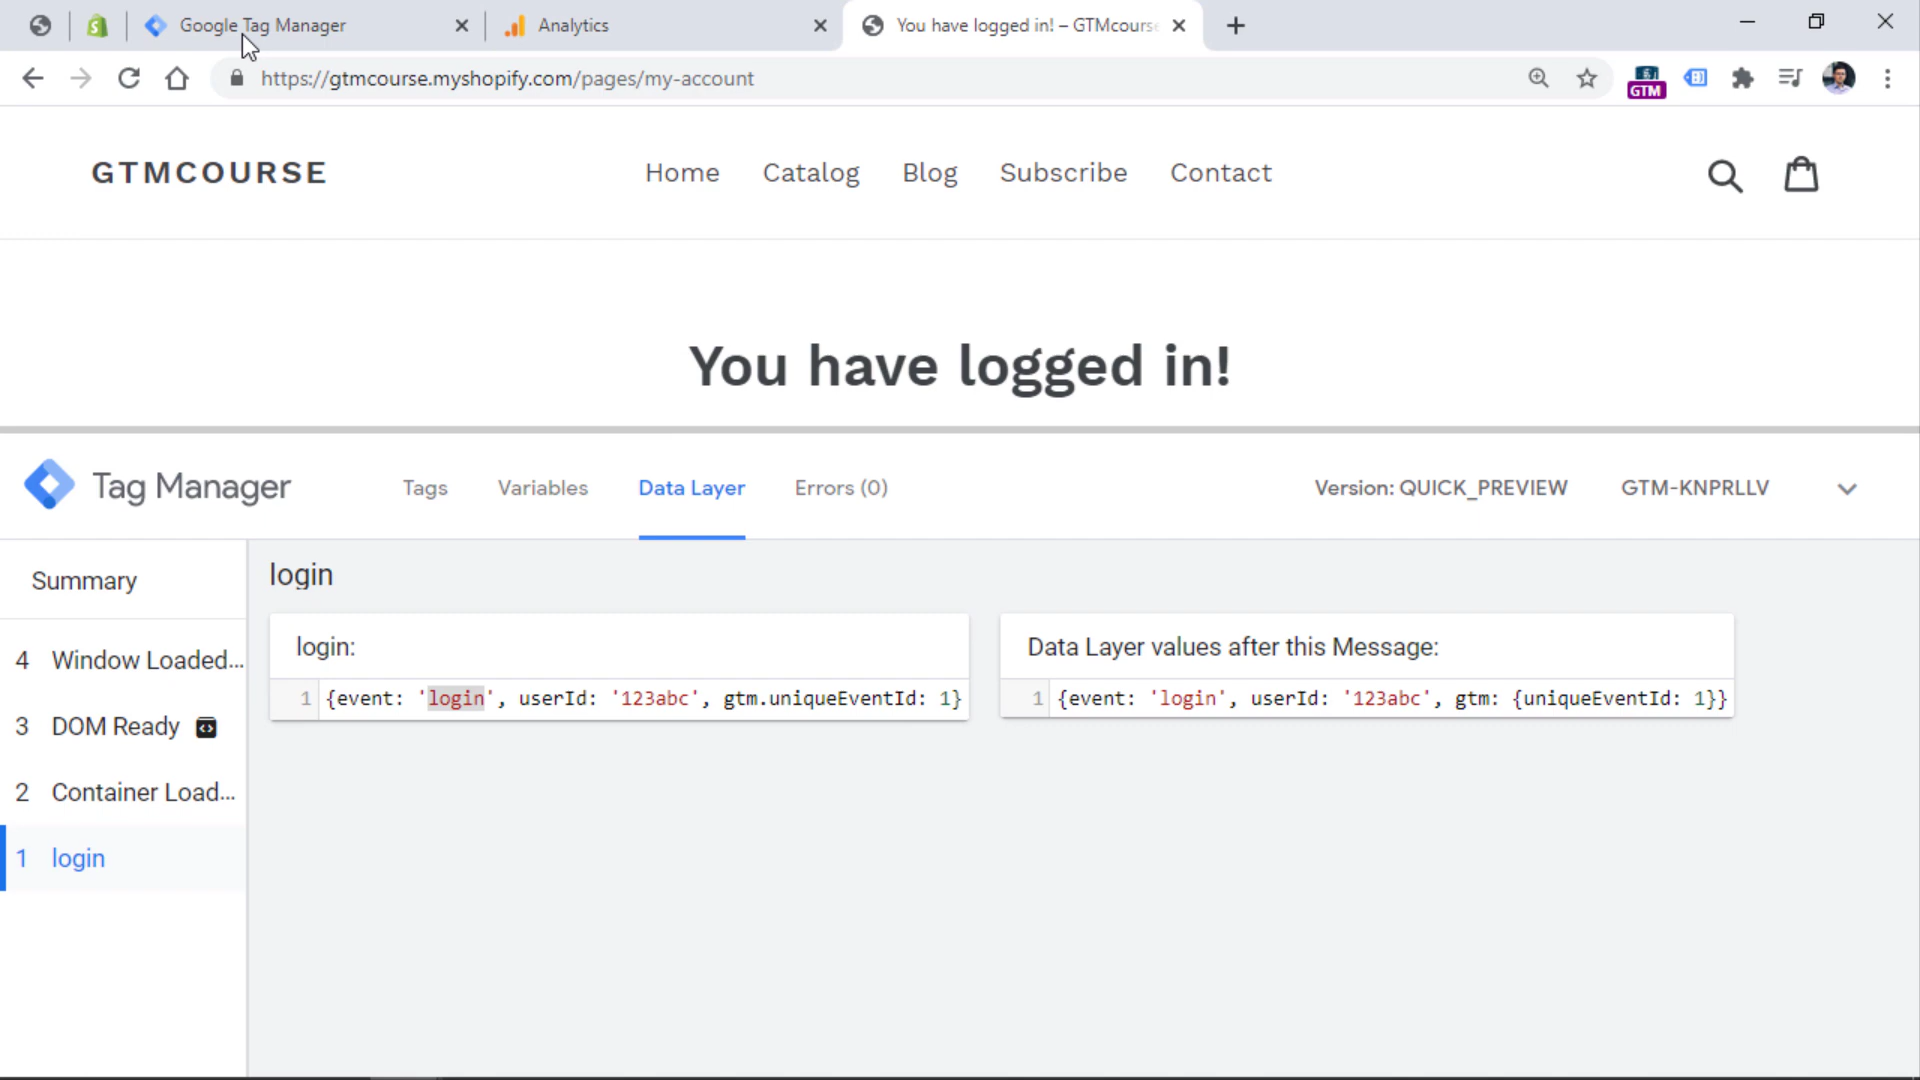 Google Tag Manager
Analytics
You have logged in! – GTMcourse
https://gtmcourse.myshopify.com/pages/my-account
GTM
GTMCOURSE
Home
Catalog
Blog
Subscribe
Contact
You have logged in!
Tag Manager
Tags
Variables
Data Layer
Errors (0)
Version: QUICK_PREVIEW
GTM-KNPRLLV
Summary
4 Window Loaded...
3 DOM Ready
2 Container Load...
1 login
login
login:
1 {event: 'login', userId: '123abc', gtm.uniqueEventId: 1}
Data Layer values after this Message:
1 {event: 'login', userId: '123abc', gtm: {uniqueEventId: 1}}